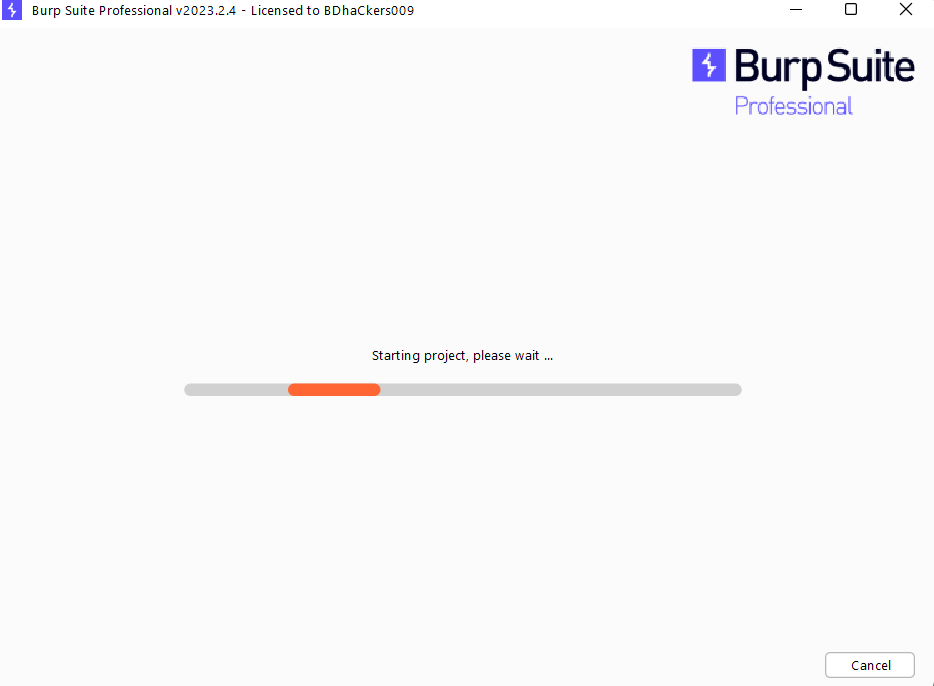 Burp Suite Professional v2023.2.4 - Licensed to BDhaCkers009
Burp Suite
Professional
Starting project, please wait ...
Cancel